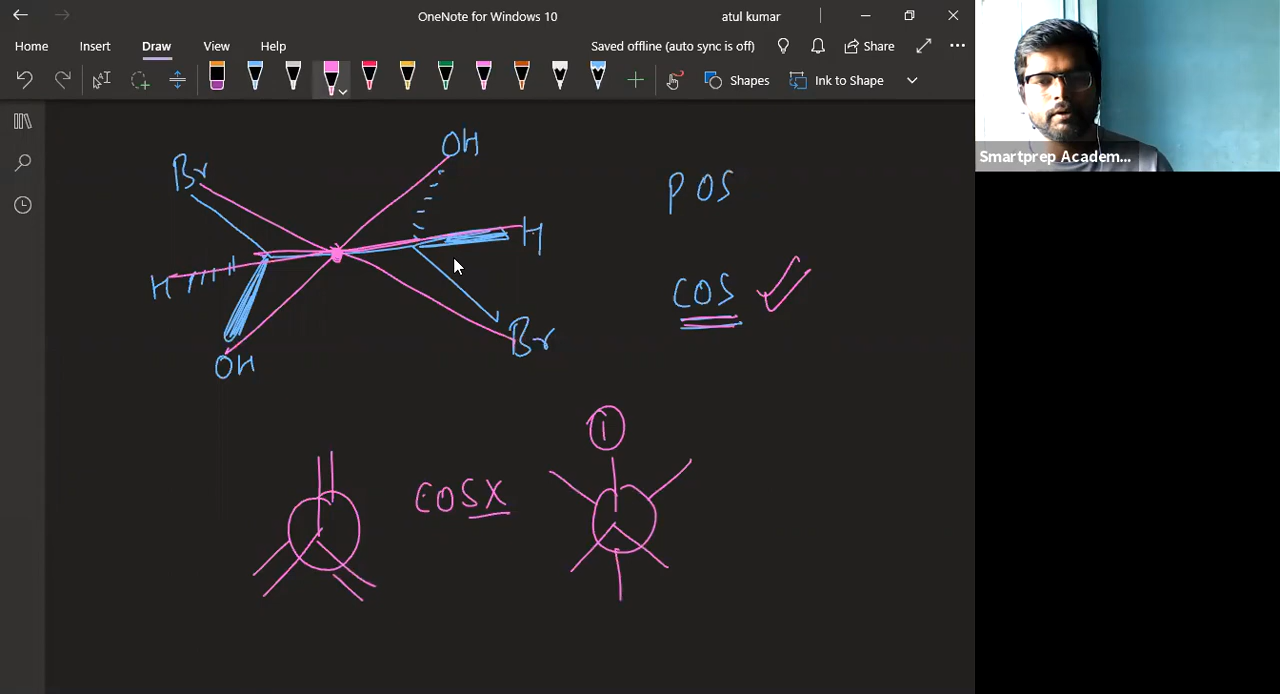 OneNote for Windows 10
atul kumar
Home Insert Draw View Help
Saved offline (auto sync is off)
Share
Shapes
Ink to Shape
Smartprep Academ...
OH
Br
POS
H
H
COS
Br
OH
1
COSX